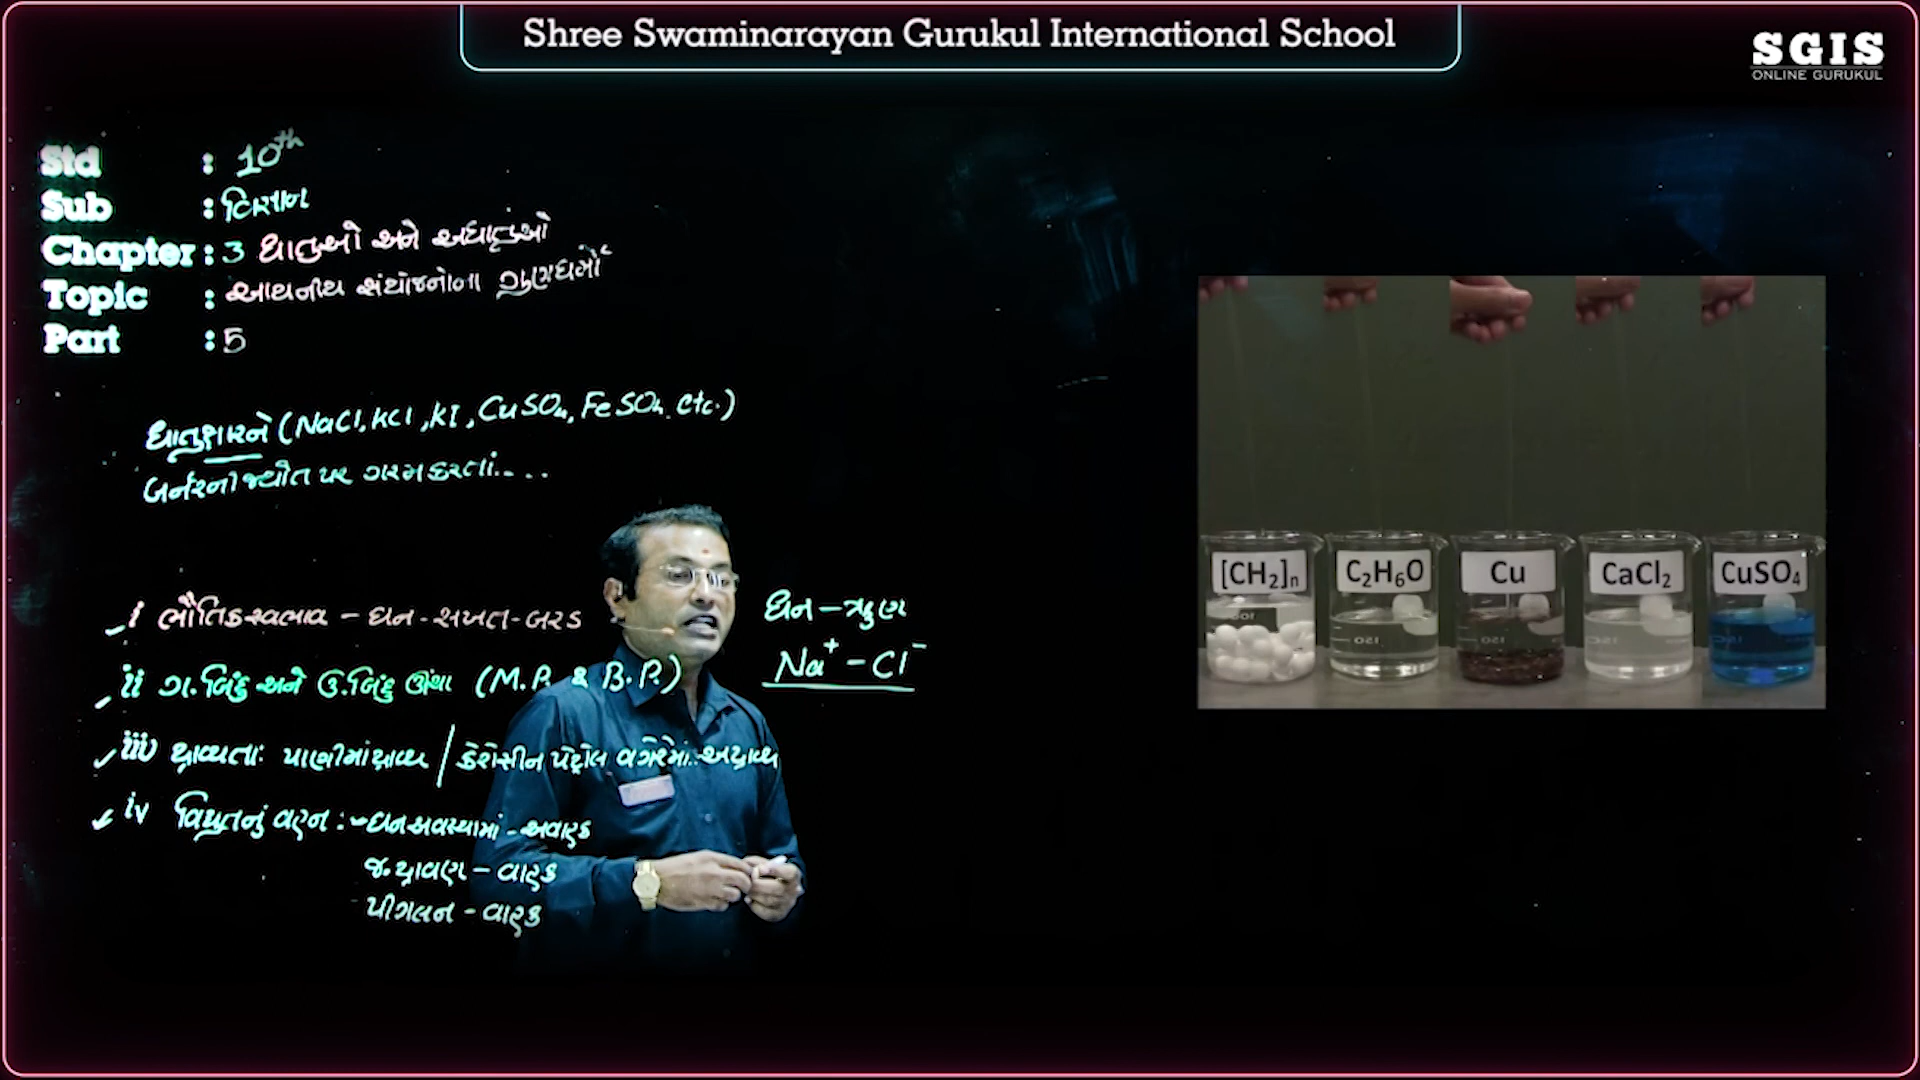 Shree Swaminarayan Gurukul International School
SGIS
ONLINE GURUKUL
Std : 10th
Sub : વિજ્ઞાન
Chapter : 3 ધાતુઓ અને અધાતુઓ
Topic : આયનીય સંયોજનોના ગુણધર્મો
Part : 5
ધાતુક્ષારને (NaCl, KCl, KI, CuSO4, FeSO4 etc.)
બર્નરની જ્યોત પર ગરમ કરતાં....
i ભૌતિક સ્વભાવ – ઘન - સખત - બરડ
ધન – ઋણ
Na+ – Cl-
ii ગ.બિંદુ અને ઉ.બિંદુ ઊંચા (M.P. & B.P.)
iii દ્રાવ્યતા: પાણીમાં દ્રાવ્ય / કેરોસીન પેટ્રોલ વગેરેમાં..અદ્રાવ્ય
iv વિદ્યુતનું વહન :- ઘન અવસ્થામાં - અવાહક
જ.દ્રાવણ – વાહક
પીગલન - વાહક
[CH2]n
C2H6O
Cu
CaCl2
CuSO4